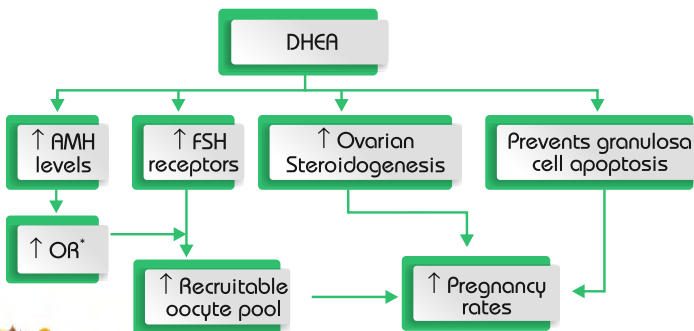 DHEA
↑ AMH
levels
↑ FSH
receptors
↑ Ovarian
Steroidogenesis
Prevents granulosa
cell apoptosis
↑ OR*
↑ Recruitable
oocyte pool
↑ Pregnancy
rates